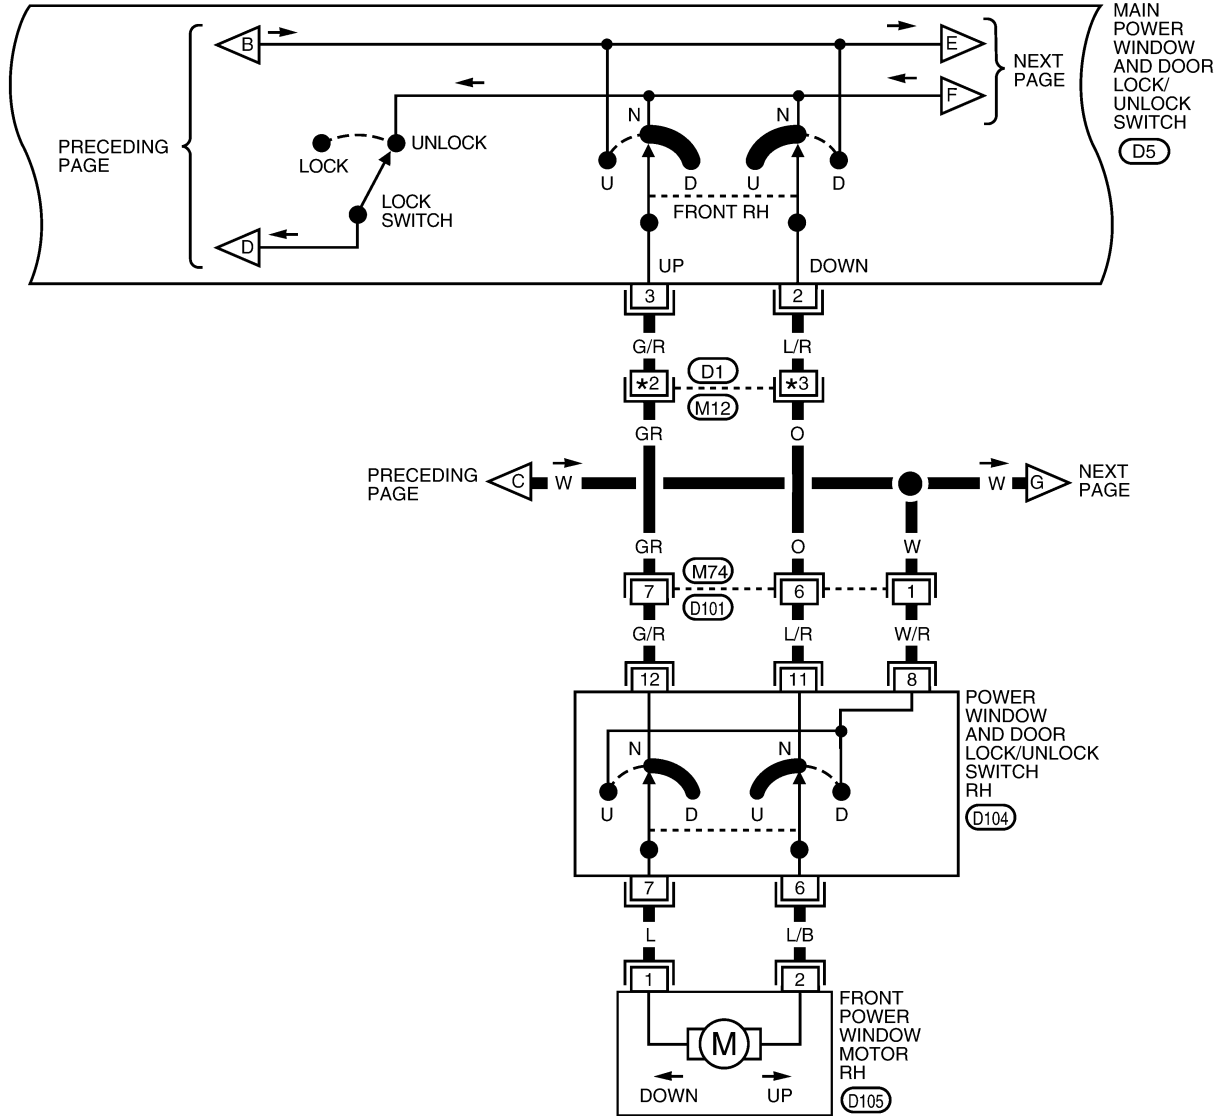 MAIN
POWER
WINDOW
AND DOOR
LOCK/
UNLOCK
SWITCH
D5
B
E
F
NEXT
PAGE
PRECEDING
PAGE
LOCK
UNLOCK
LOCK
SWITCH
D
N
U
D
N
U
D
FRONT RH
UP
DOWN
3
2
G/R
L/R
*2
D1
M12
*3
GR
O
PRECEDING
PAGE
C
W
W
G
NEXT
PAGE
GR
O
W
7
M74
D101
6
1
G/R
L/R
W/R
12
11
8
POWER
WINDOW
AND DOOR
LOCK/UNLOCK
SWITCH
RH
D104
N
U
D
N
U
D
7
6
L
L/B
1
2
FRONT
POWER
WINDOW
MOTOR
RH
D105
M
DOWN
UP